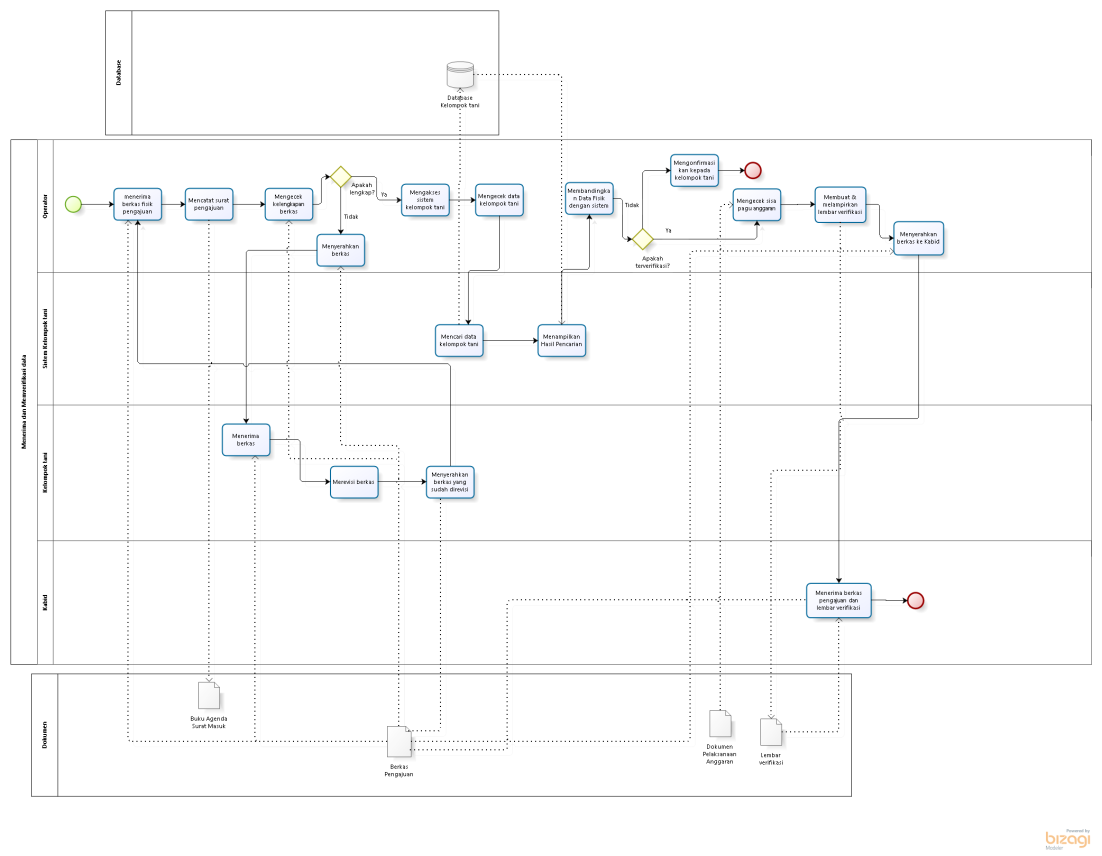 Database
Database
Kelompok tani
Menerima dan Memverifikasi data
Operator
menerima
berkas fisik
pengajuan
Mencatat surat
pengajuan
Mengecek
kelengkapan
berkas
Apakah
lengkap?
Ya
Tidak
Menyerahkan
berkas
Mengakses
sistem
kelompok tani
Mengecek data
kelompok tani
Membandingka
n Data Fisik
dengan sistem
Tidak
Apakah
terverifikasi?
Ya
Mengonfirmasi
kan kepada
kelompok tani
Mengecek sisa
pagu anggaran
Membuat &
melampirkan
lembar verifikasi
Menyerahkan
berkas ke Kabid
Sistem Kelompok tani
Mencari data
kelompok tani
Menampilkan
Hasil Pencarian
Kelompok tani
Menerima
berkas
Merevisi berkas
Menyerahkan
berkas yang
sudah direvisi
Kabid
Menerima berkas
pengajuan dan
lembar verifikasi
Dokumen
Buku Agenda
Surat Masuk
Berkas
Pengajuan
Dokumen
Pelaksanaan
Anggaran
Lembar
verifikasi
Powered by
bizagi
Modeler